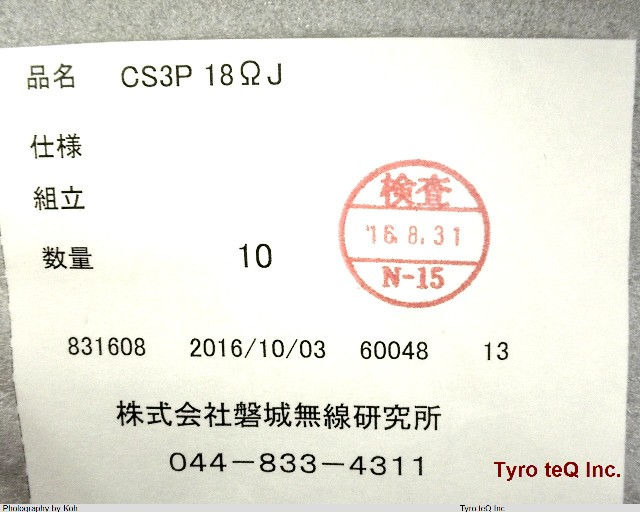 品名 CS3P 18ΩJ
仕様
組立
数量 10
検査
'16.8.31
N-15
831608 2016/10/03 60048 13
株式会社磐城無線研究所
044-833-4311
Tyro teQ Inc.
Photography by Koh Tyro teQ Inc